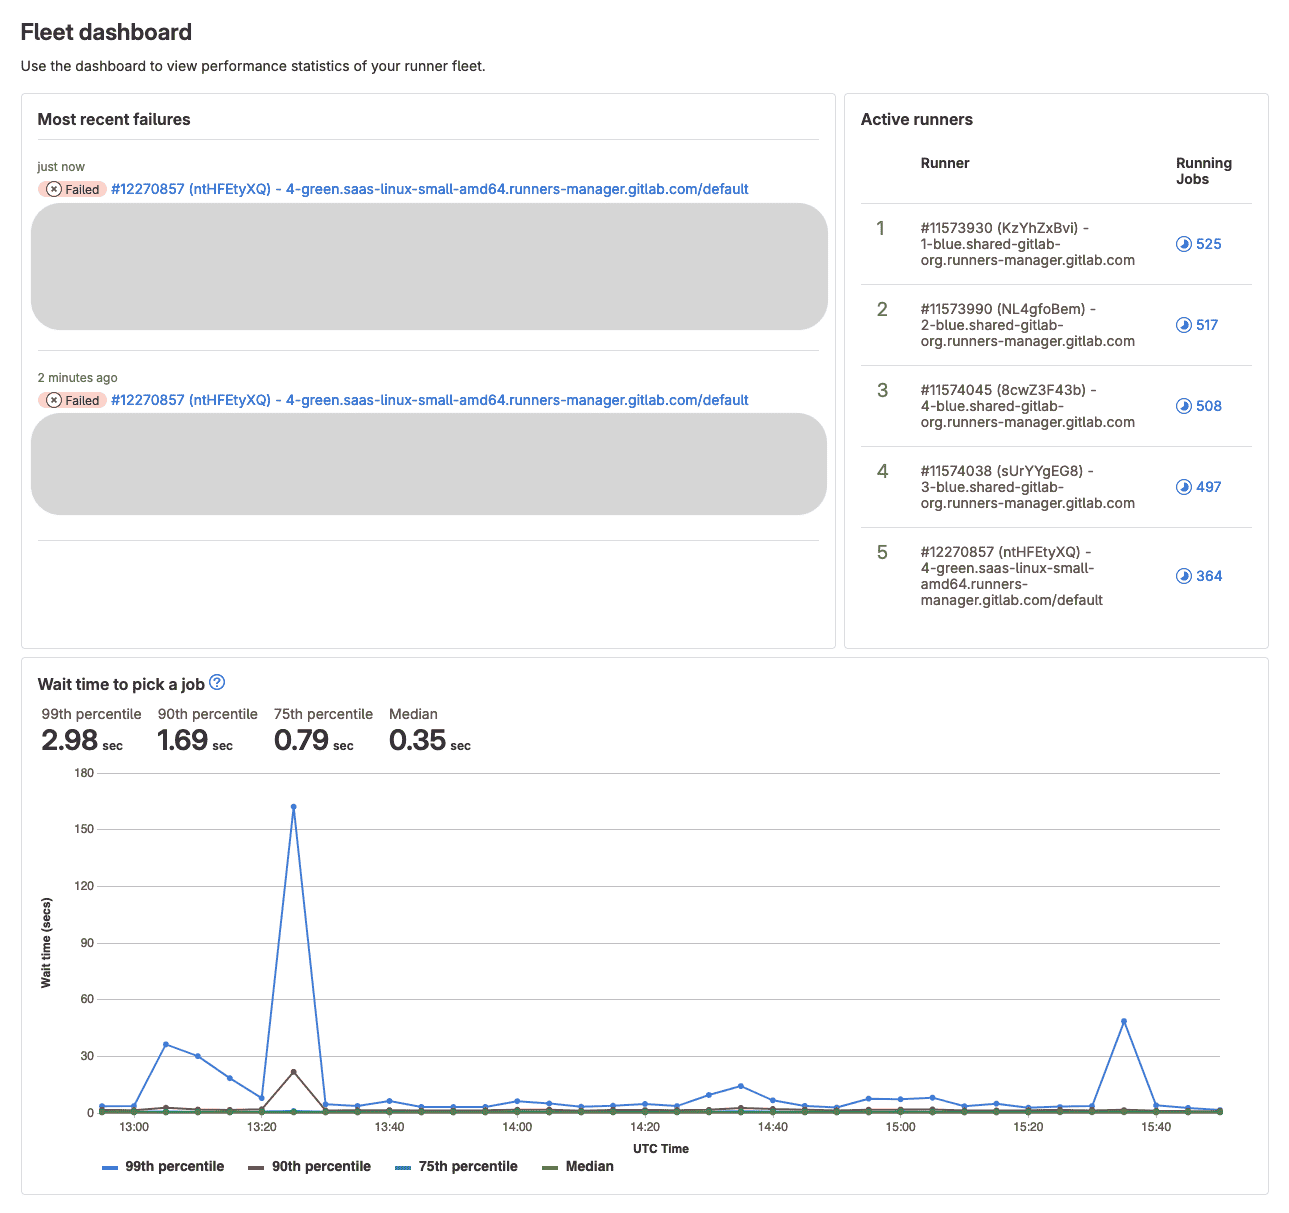 Fleet dashboard
Use the dashboard to view performance statistics of your runner fleet.
Most recent failures
just now
Failed #12270857 (ntHFEtyXQ) - 4-green.saas-linux-small-amd64.runners-manager.gitlab.com/default
2 minutes ago
Failed #12270857 (ntHFEtyXQ) - 4-green.saas-linux-small-amd64.runners-manager.gitlab.com/default
Active runners
Runner
Running
Jobs
1
#11573930 (KzYhZxBvi) -
1-blue.shared-gitlab-
org.runners-manager.gitlab.com
525
2
#11573990 (NL4gfoBem) -
2-blue.shared-gitlab-
org.runners-manager.gitlab.com
517
3
#11574045 (8cwZ3F43b) -
4-blue.shared-gitlab-
org.runners-manager.gitlab.com
508
4
#11574038 (sUrYYgEG8) -
3-blue.shared-gitlab-
org.runners-manager.gitlab.com
497
5
#12270857 (ntHFEtyXQ) -
4-green.saas-linux-small-
amd64.runners-
manager.gitlab.com/default
364
Wait time to pick a job ?
99th percentile 90th percentile 75th percentile Median
2.98 sec 1.69 sec 0.79 sec 0.35 sec
180
150
120
90
60
30
0
Wait time (secs)
13:00 13:20 13:40 14:00 14:20 14:40 15:00 15:20 15:40
UTC Time
99th percentile 90th percentile 75th percentile Median